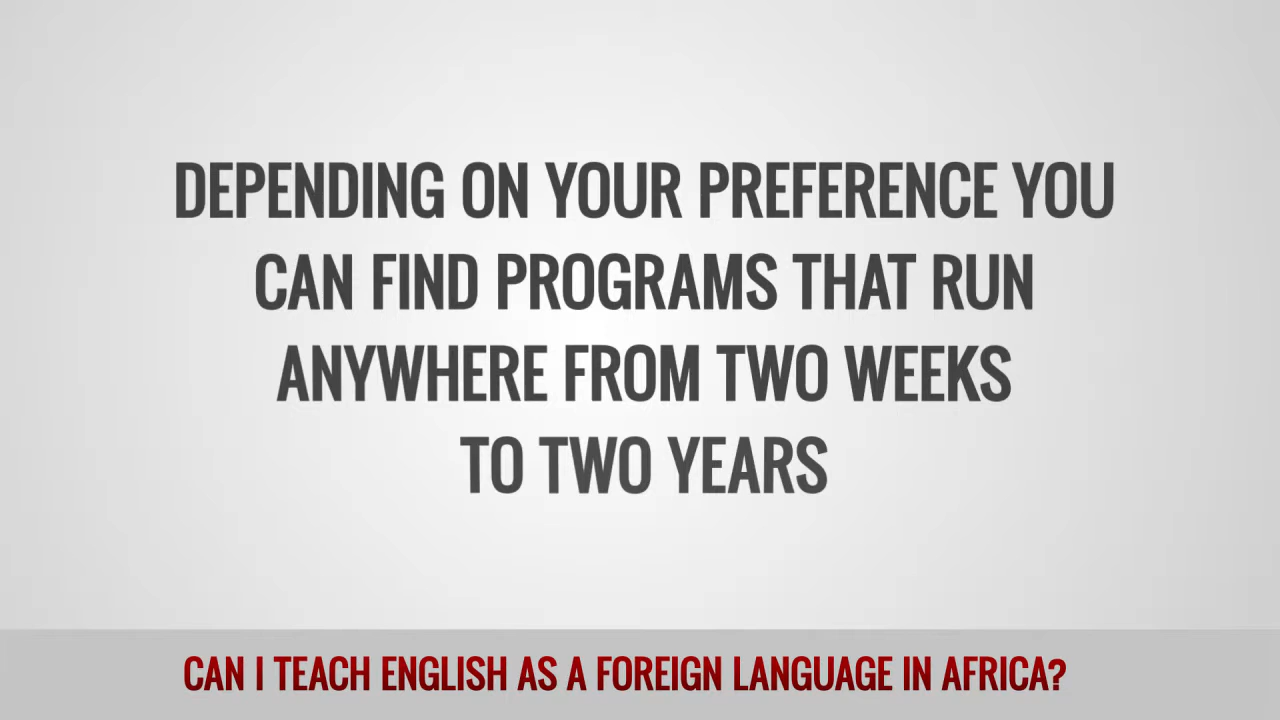 DEPENDING ON YOUR PREFERENCE YOU
CAN FIND PROGRAMS THAT RUN
ANYWHERE FROM TWO WEEKS
TO TWO YEARS
CAN I TEACH ENGLISH AS A FOREIGN LANGUAGE IN AFRICA?